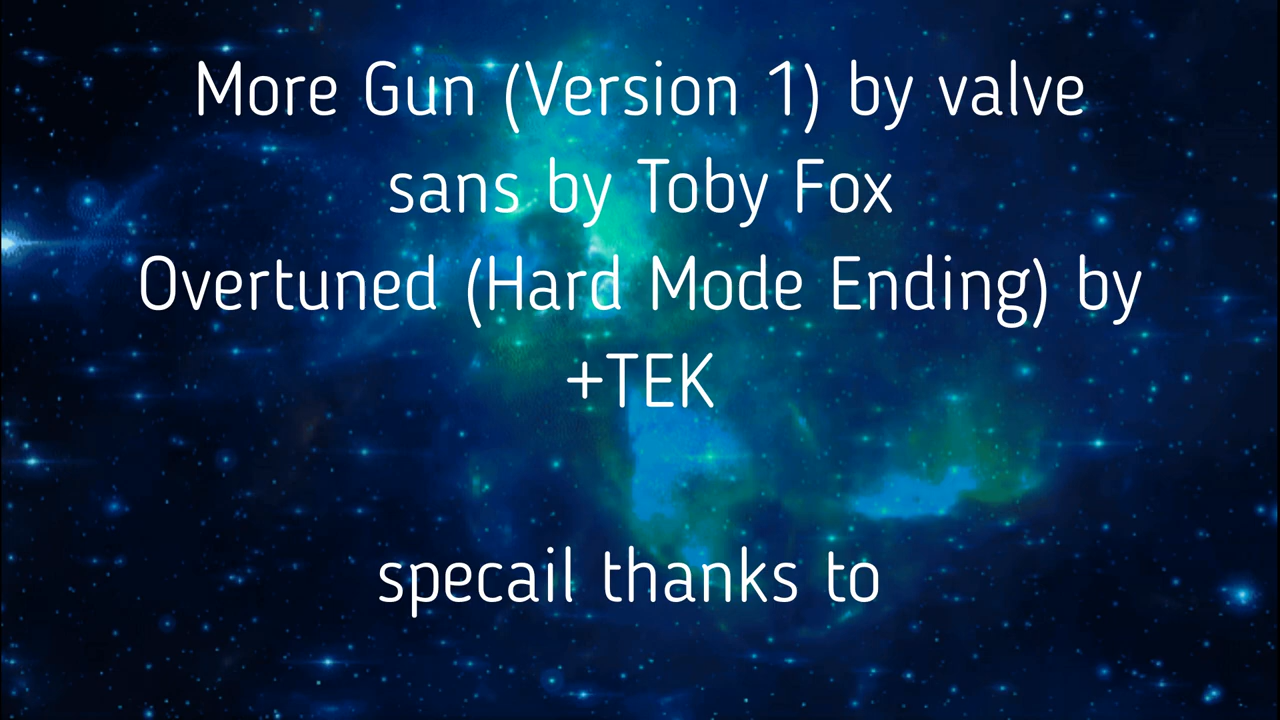 More Gun (Version 1) by valve
sans by Toby Fox
Overtuned (Hard Mode Ending) by
+TEK
specail thanks to